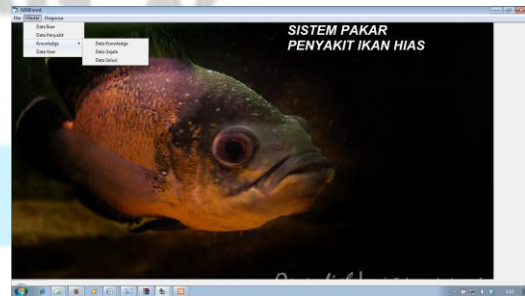 MDIForm1
File Master Diagnosa
Data Ikan
Data Penyakit
Knowledge
Data User
Data Knowledge
Data Gejala
Data Solusi
SISTEM PAKAR
PENYAKIT IKAN HIAS